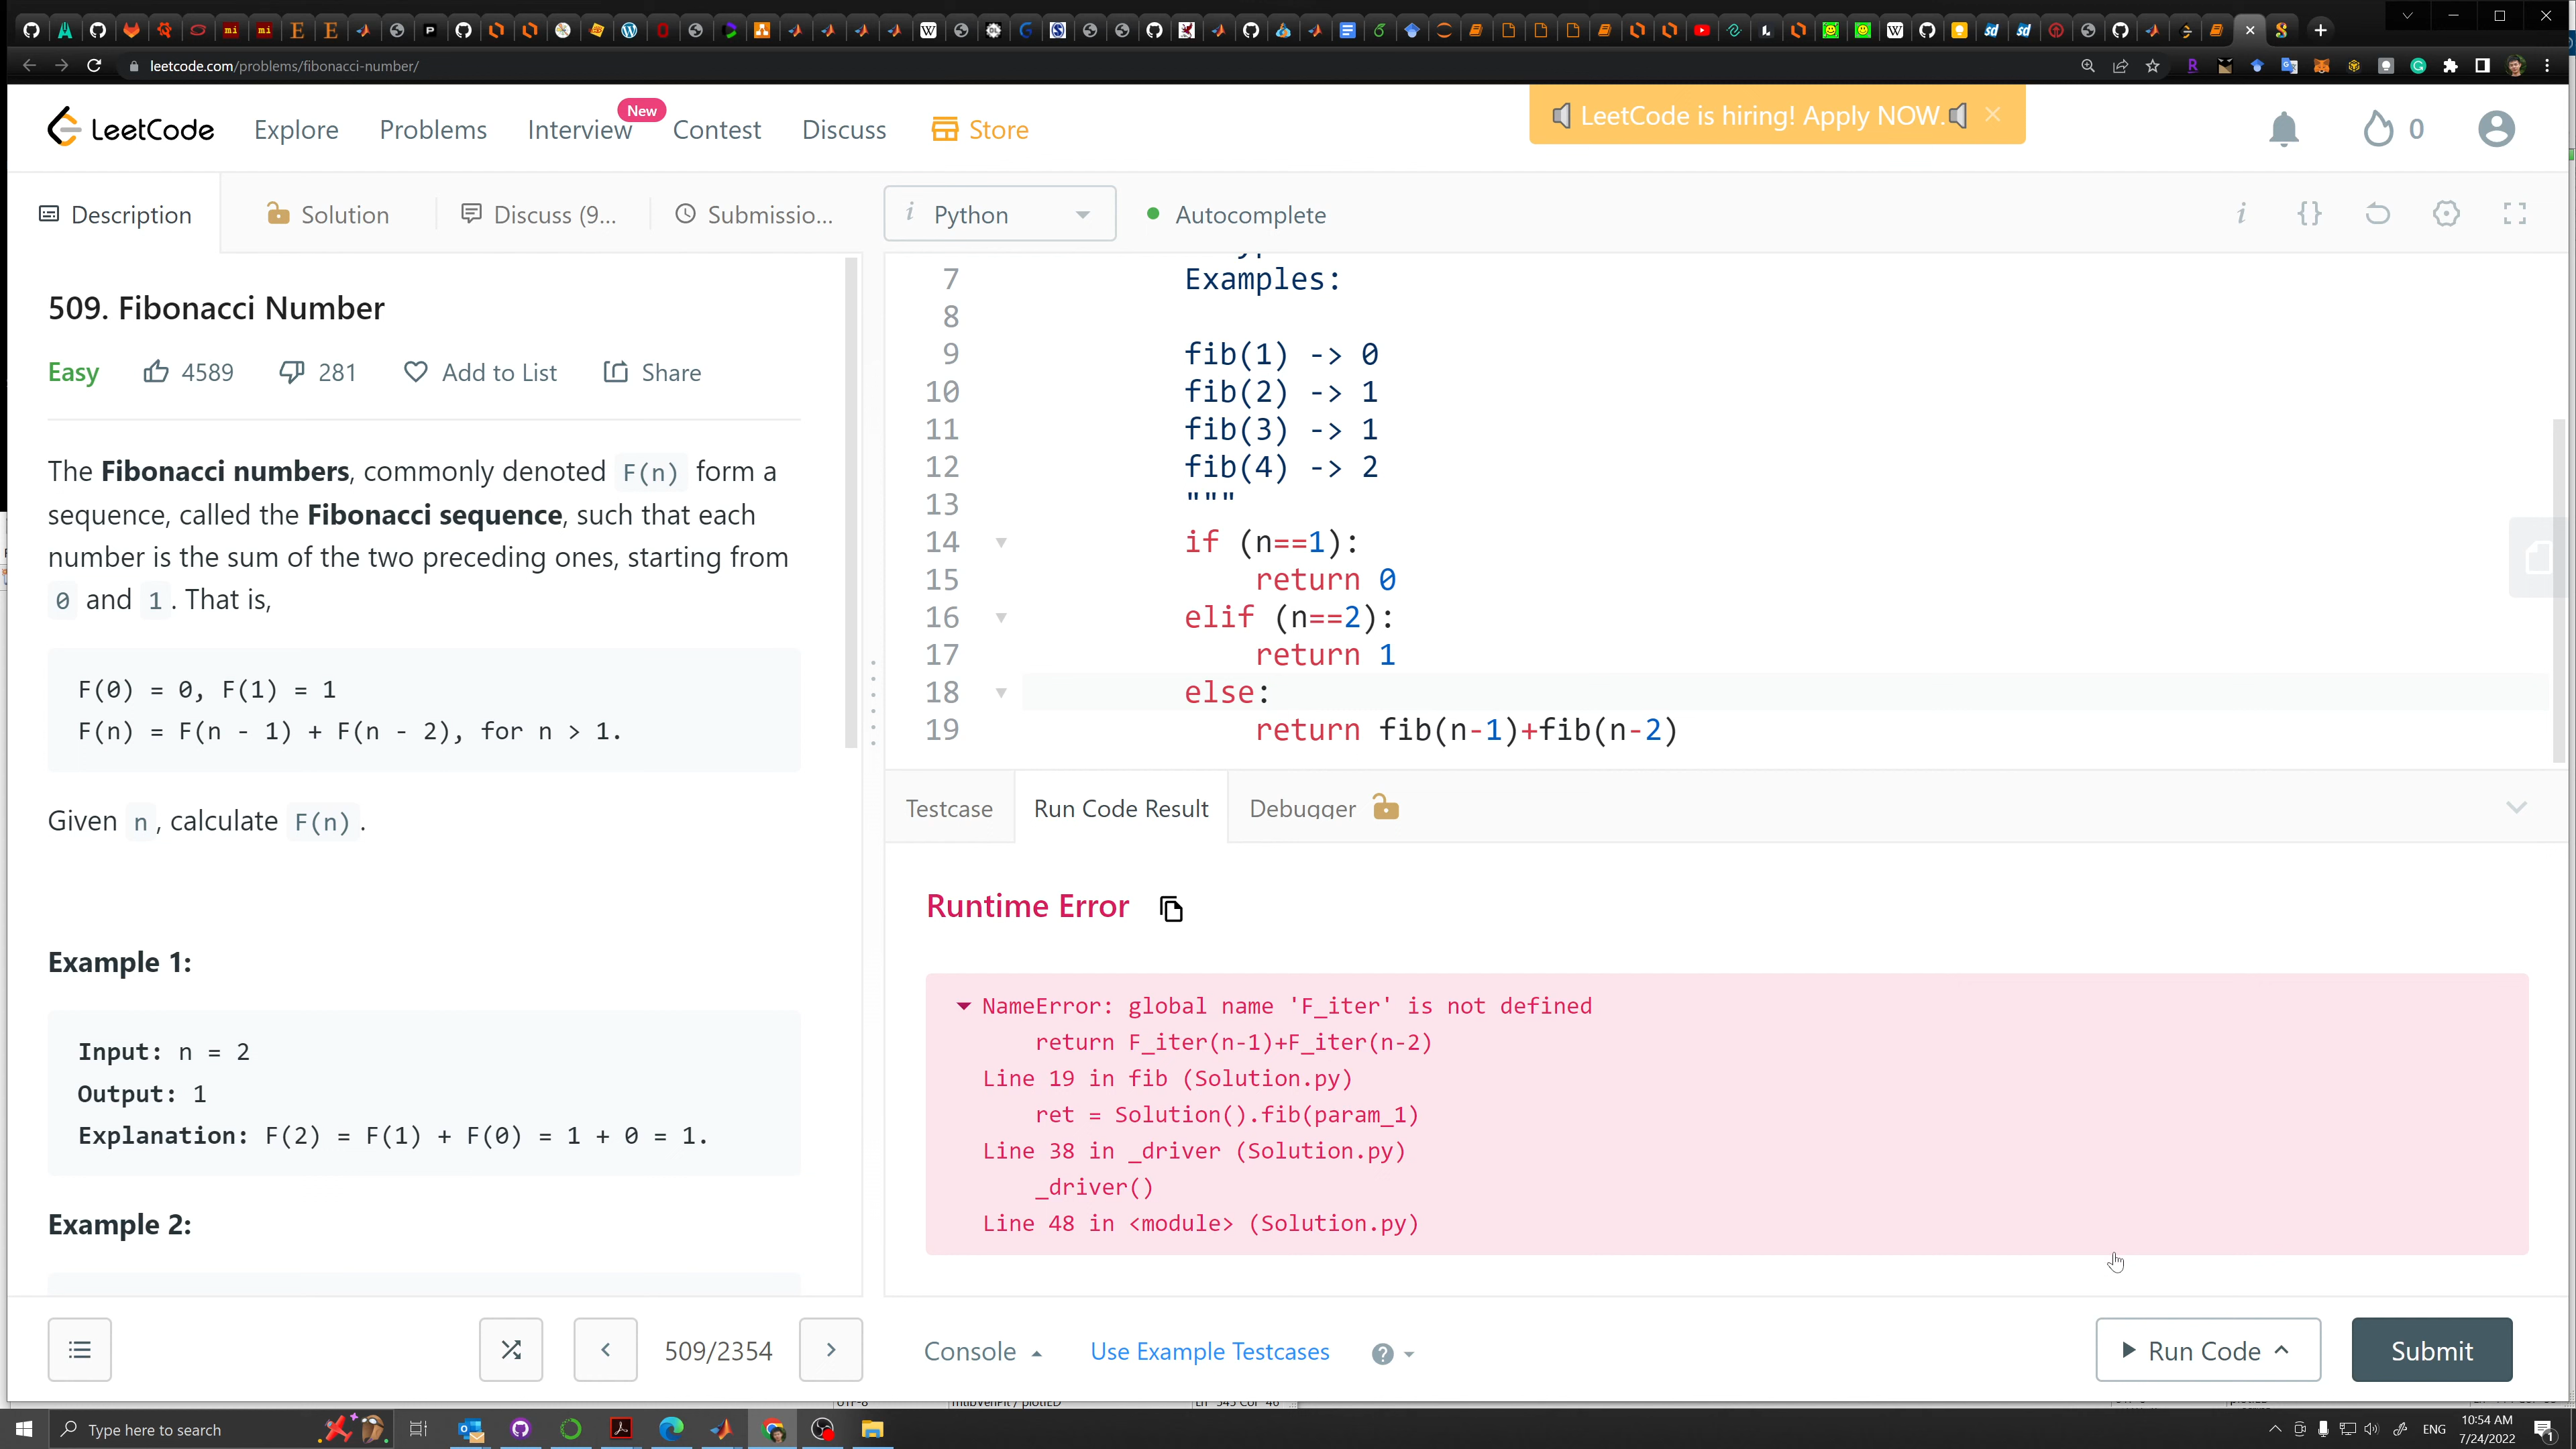 leetcode.com/problems/fibonacci-number/
LeetCode
Explore
Problems
Interview
New
Contest
Discuss
Store
LeetCode is hiring! Apply NOW.
0
Description
Solution
Discuss (9...
Submissio...
Python
Autocomplete
509. Fibonacci Number
Easy
4589
281
Add to List
Share
The Fibonacci numbers, commonly denoted F(n) form a
sequence, called the Fibonacci sequence, such that each
number is the sum of the two preceding ones, starting from
0 and 1. That is,
F(0) = 0, F(1) = 1
F(n) = F(n - 1) + F(n - 2), for n > 1.
Given n, calculate F(n).
Example 1:
Input: n = 2
Output: 1
Explanation: F(2) = F(1) + F(0) = 1 + 0 = 1.
Example 2:
7 Examples:
8
9 fib(1) -> 0
10 fib(2) -> 1
11 fib(3) -> 1
12 fib(4) -> 2
13 """
14 if (n==1):
15 return 0
16 elif (n==2):
17 return 1
18 else:
19 return fib(n-1)+fib(n-2)
Testcase
Run Code Result
Debugger
Runtime Error
NameError: global name 'F_iter' is not defined
return F_iter(n-1)+F_iter(n-2)
Line 19 in fib (Solution.py)
ret = Solution().fib(param_1)
Line 38 in _driver (Solution.py)
_driver()
Line 48 in <module> (Solution.py)
509/2354
Console
Use Example Testcases
Run Code
Submit
Type here to search
ENG
10:54 AM
7/24/2022
1